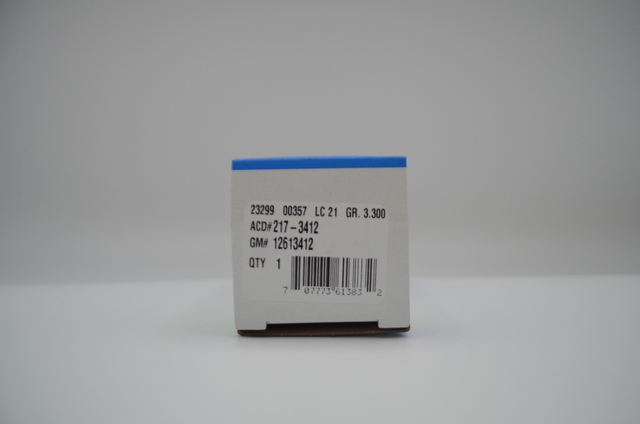 23299 00357 LC 21 GR. 3.300
ACD# 217-3412
GM# 12613412
QTY 1
7 07773 61383 2